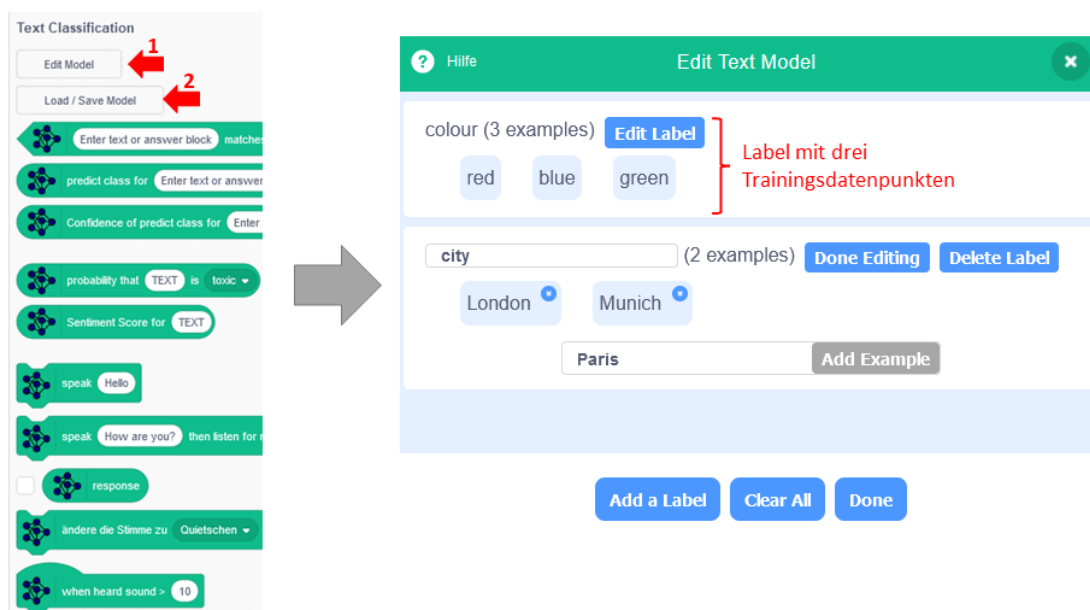 Text Classification
1
Edit Model
2
Load / Save Model
Enter text or answer block matches
predict class for Enter text or answer
Confidence of predict class for Enter
probability that TEXT is toxic
Sentiment Score for TEXT
speak Hello
speak How are you? then listen for
response
ändere die Stimme zu Quietschen
when heard sound > 10
? Hilfe Edit Text Model ×
colour (3 examples) Edit Label
red blue green
Label mit drei
Trainingsdatenpunkten
city (2 examples) Done Editing Delete Label
London Munich
Paris Add Example
Add a Label Clear All Done